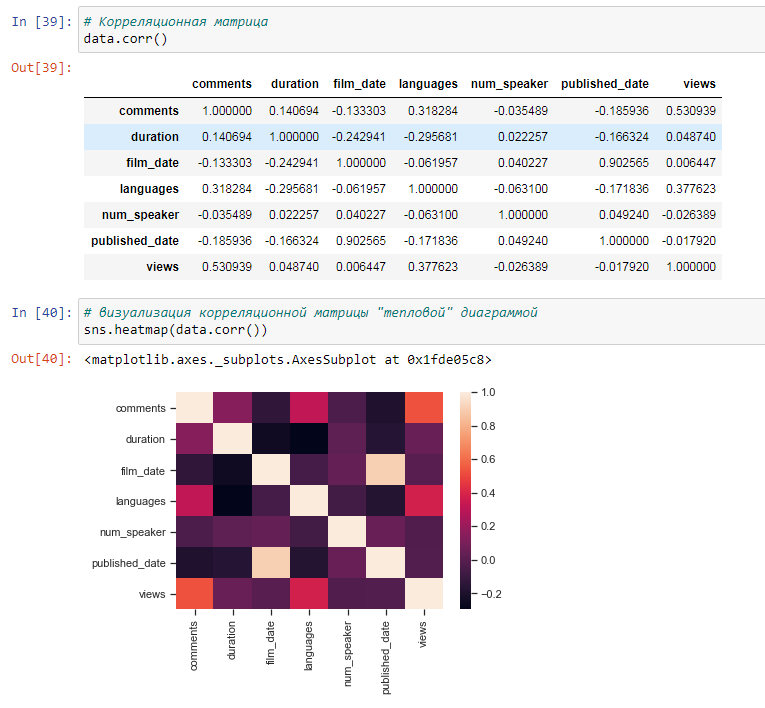 In [39]: # Корреляционная матрица
data.corr()
Out[39]:
comments duration film_date languages num_speaker published_date views
comments 1.000000 0.140694 -0.133303 0.318284 -0.035489 -0.185936 0.530939
duration 0.140694 1.000000 -0.242941 -0.295681 0.022257 -0.166324 0.048740
film_date -0.133303 -0.242941 1.000000 -0.061957 0.040227 0.902565 0.006447
languages 0.318284 -0.295681 -0.061957 1.000000 -0.063100 -0.171836 0.377623
num_speaker -0.035489 0.022257 0.040227 -0.063100 1.000000 0.049240 -0.026389
published_date -0.185936 -0.166324 0.902565 -0.171836 0.049240 1.000000 -0.017920
views 0.530939 0.048740 0.006447 0.377623 -0.026389 -0.017920 1.000000
In [40]: # визуализация корреляционной матрицы "тепловой" диаграммой
sns.heatmap(data.corr())
Out[40]: <matplotlib.axes._subplots.AxesSubplot at 0x1fde05c8>
comments
duration
film_date
languages
num_speaker
published_date
views
comments
duration
film_date
languages
num_speaker
published_date
views
1.0
0.8
0.6
0.4
0.2
0.0
−0.2